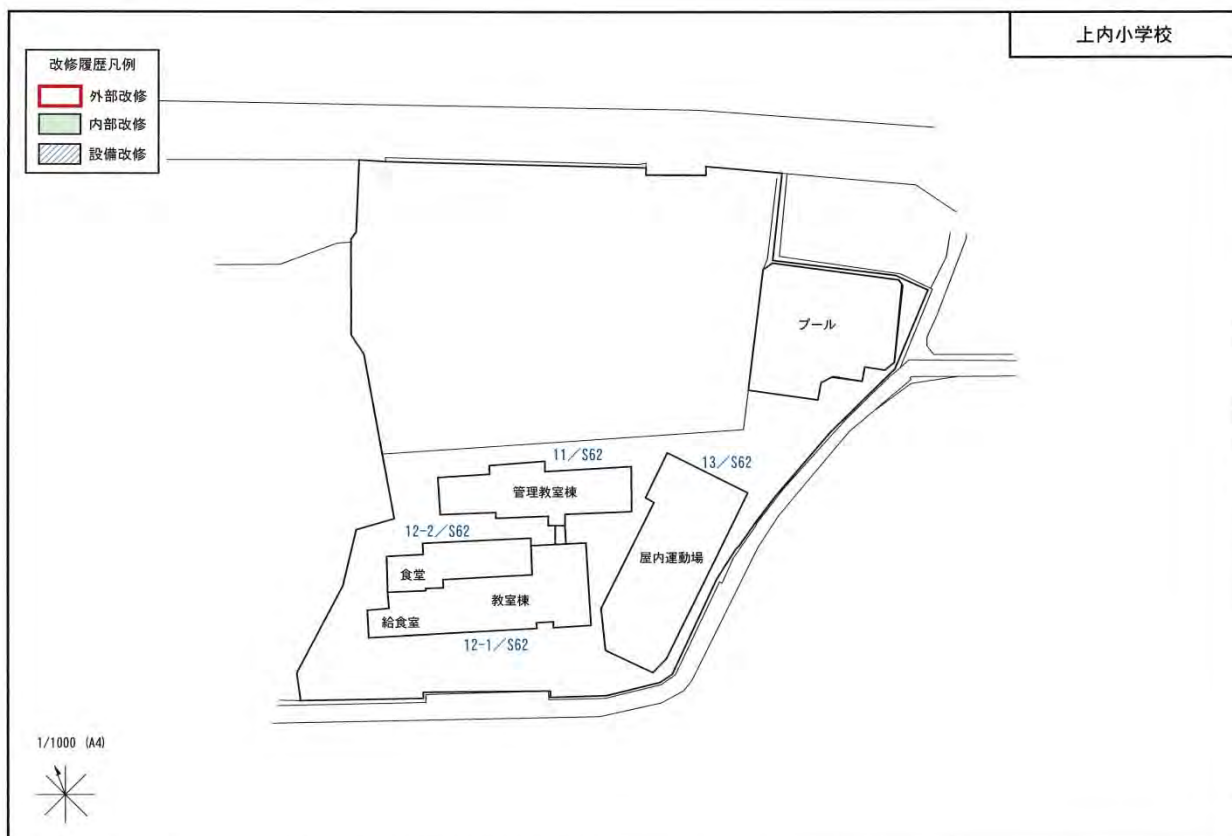 上内小学校
改修履歴凡例
外部改修
内部改修
設備改修
プール
11／S62
13／S62
管理教室棟
12-2／S62
屋内運動場
食堂
教室棟
給食室
12-1／S62
1/1000 (A4)